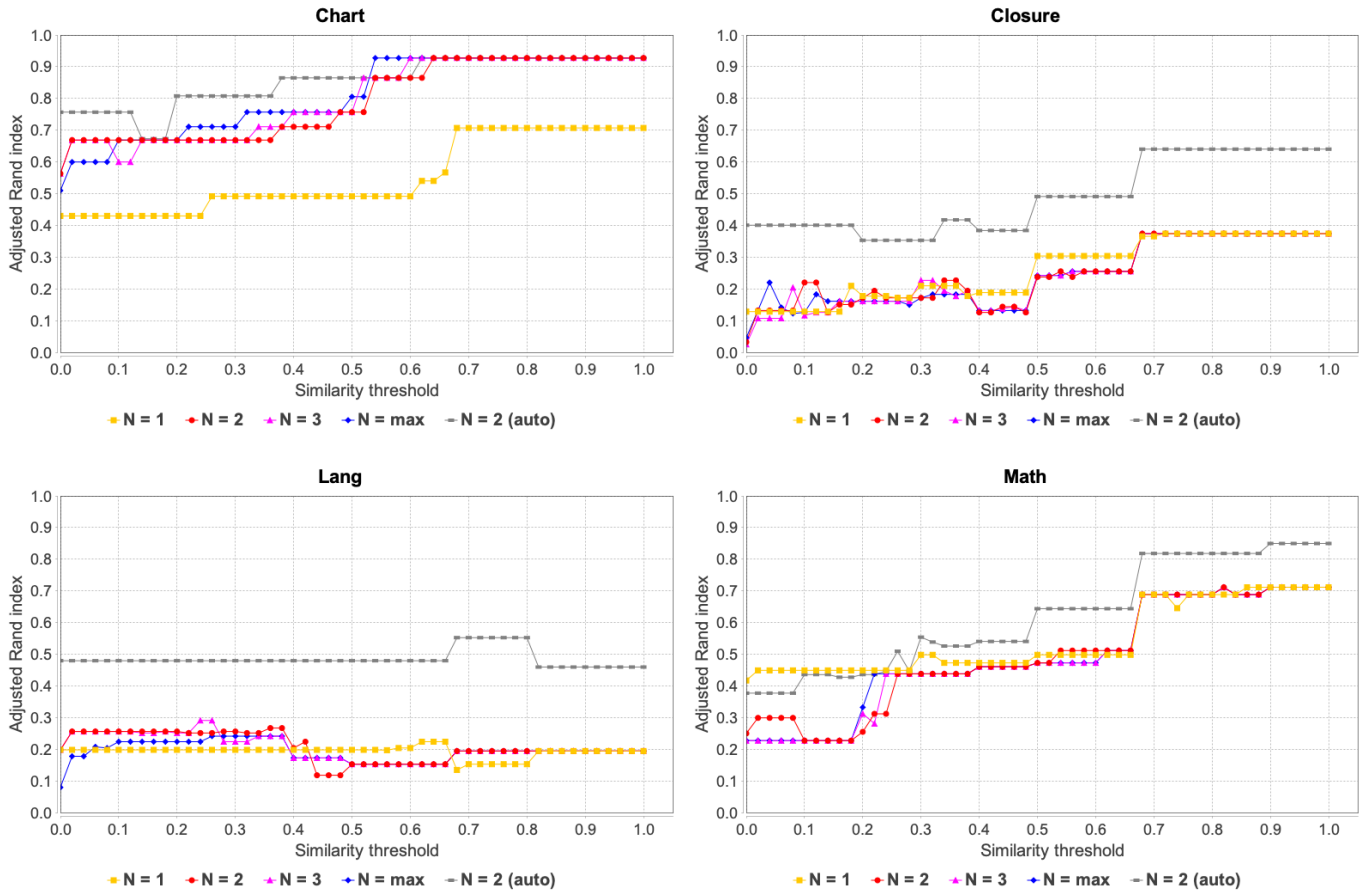 Chart
Adjusted Rand index
1.0
0.9
0.8
0.7
0.6
0.5
0.4
0.3
0.2
0.1
0.0
0.0 0.1 0.2 0.3 0.4 0.5 0.6 0.7 0.8 0.9 1.0
Similarity threshold
N = 1 N = 2 N = 3 N = max N = 2 (auto)
Closure
Adjusted Rand index
1.0
0.9
0.8
0.7
0.6
0.5
0.4
0.3
0.2
0.1
0.0
0.0 0.1 0.2 0.3 0.4 0.5 0.6 0.7 0.8 0.9 1.0
Similarity threshold
N = 1 N = 2 N = 3 N = max N = 2 (auto)
Lang
Adjusted Rand index
1.0
0.9
0.8
0.7
0.6
0.5
0.4
0.3
0.2
0.1
0.0
0.0 0.1 0.2 0.3 0.4 0.5 0.6 0.7 0.8 0.9 1.0
Similarity threshold
N = 1 N = 2 N = 3 N = max N = 2 (auto)
Math
Adjusted Rand index
1.0
0.9
0.8
0.7
0.6
0.5
0.4
0.3
0.2
0.1
0.0
0.0 0.1 0.2 0.3 0.4 0.5 0.6 0.7 0.8 0.9 1.0
Similarity threshold
N = 1 N = 2 N = 3 N = max N = 2 (auto)